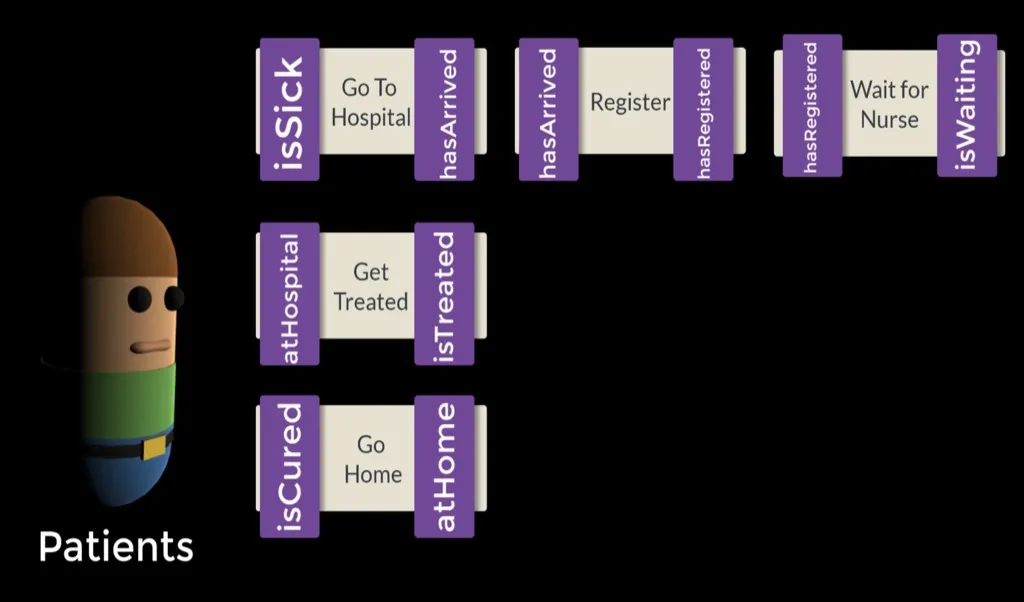 isSick
Go To
Hospital
hasArrived
hasArrived
Register
hasRegistered
hasRegistered
Wait for
Nurse
isWaiting
atHospital
Get
Treated
isTreated
isCured
Go
Home
atHome
Patients